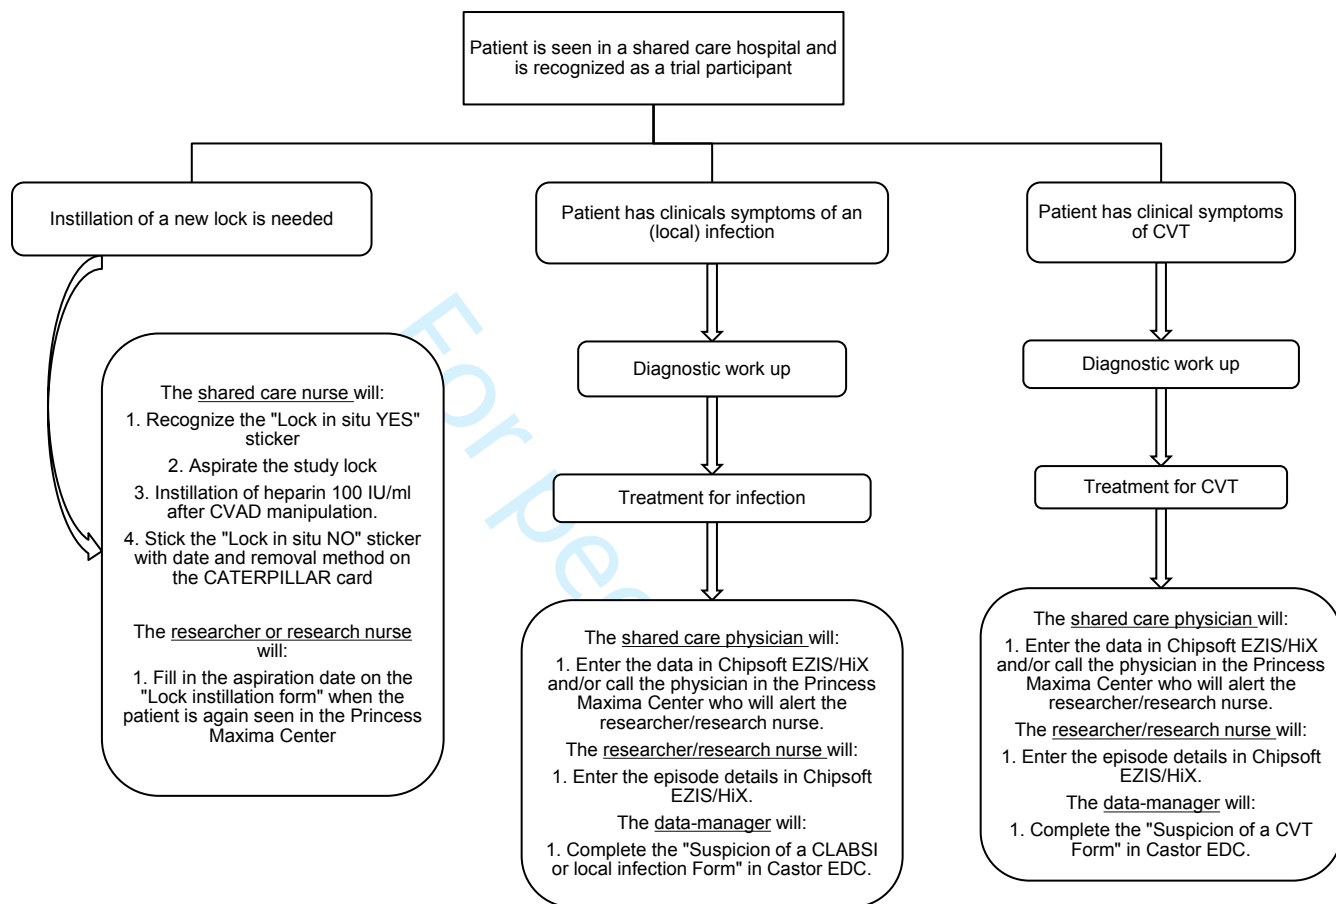 Patient is seen in a shared care hospital and
is recognized as a trial participant
Instillation of a new lock is needed
The shared care nurse will:
1. Recognize the "Lock in situ YES"
sticker
2. Aspirate the study lock
3. Instillation of heparin 100 IU/ml
after CVAD manipulation.
4. Stick the "Lock in situ NO" sticker
with date and removal method on
the CATERPILLAR card
The researcher or research nurse
will:
1. Fill in the aspiration date on the
"Lock instillation form" when the
patient is again seen in the Princess
Maxima Center
Patient has clinicals symptoms of an
(local) infection
Diagnostic work up
Treatment for infection
The shared care physician will:
1. Enter the data in Chipsoft EZIS/HiX
and/or call the physician in the Princess
Maxima Center who will alert the
researcher/research nurse.
The researcher/research nurse will:
1. Enter the episode details in Chipsoft
EZIS/HiX.
The data-manager will:
1. Complete the "Suspicion of a CLABSI
or local infection Form" in Castor EDC.
Patient has clinical symptoms
of CVT
Diagnostic work up
Treatment for CVT
The shared care physician will:
1. Enter the data in Chipsoft EZIS/HiX
and/or call the physician in the Princess
Maxima Center who will alert the
researcher/research nurse.
The researcher/research nurse will:
1. Enter the episode details in Chipsoft
EZIS/HiX.
The data-manager will:
1. Complete the "Suspicion of a CVT
Form" in Castor EDC.
For